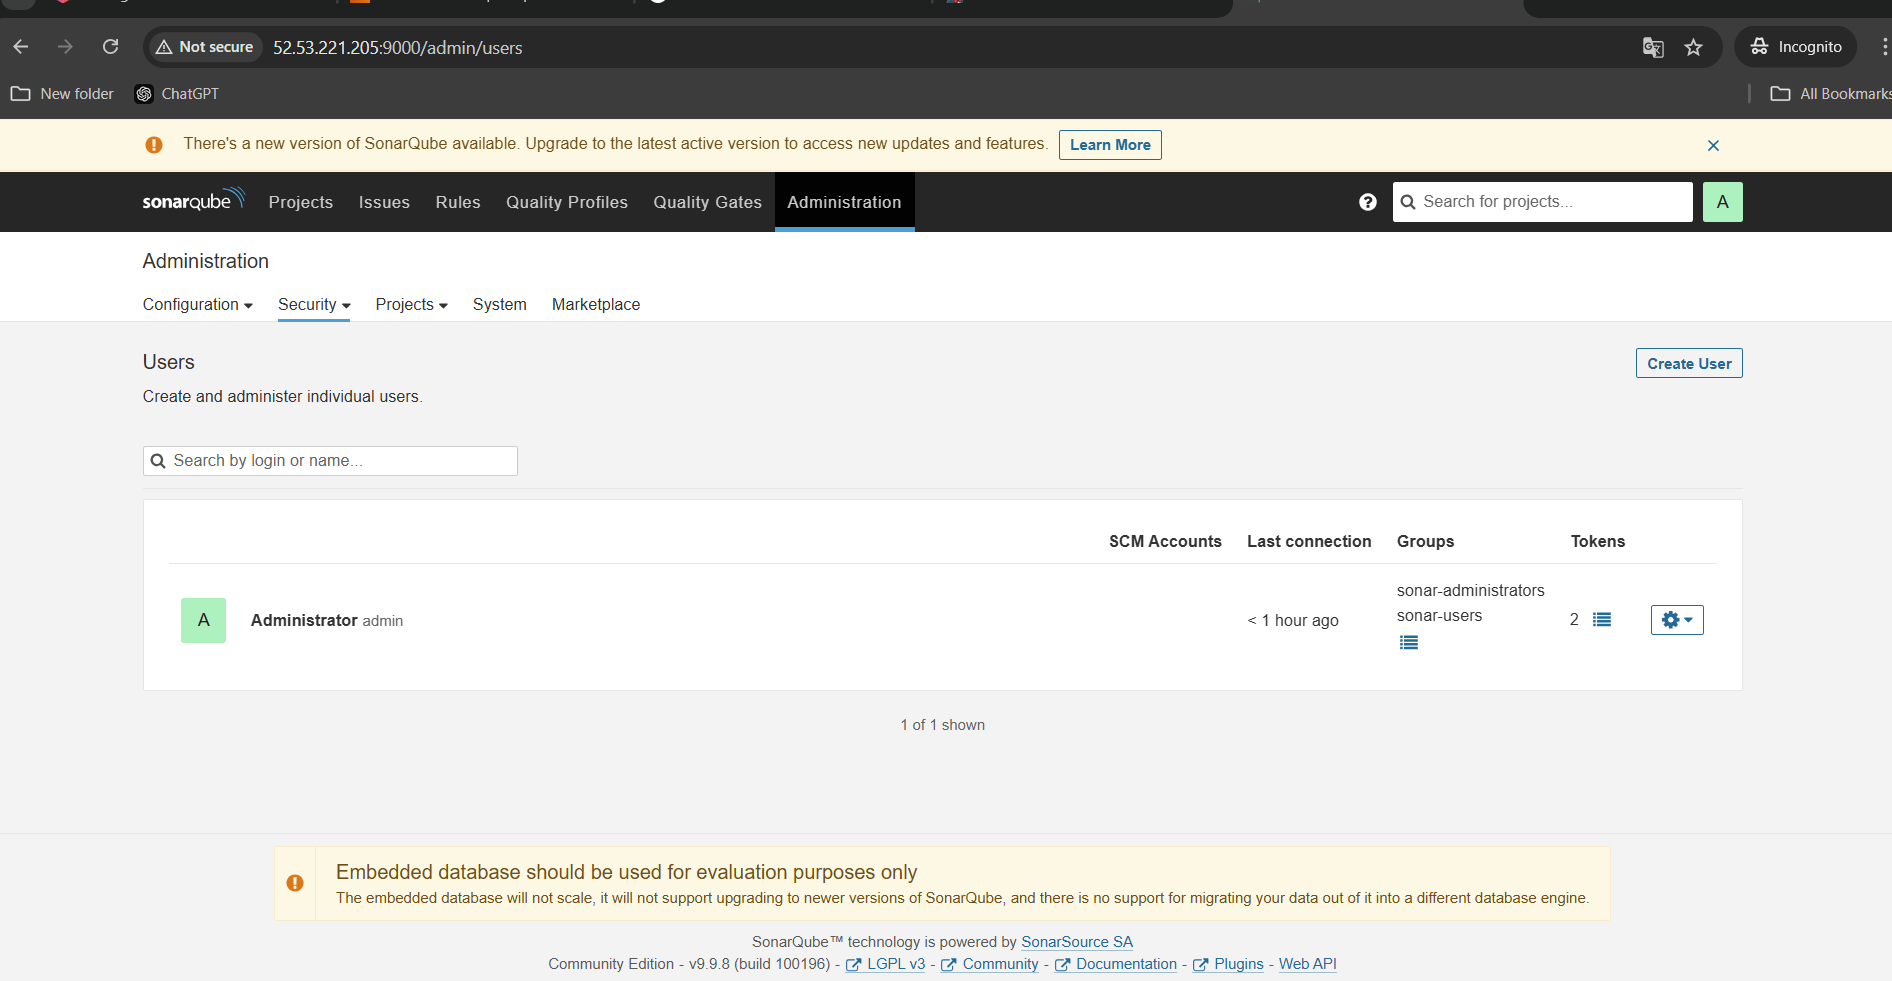 Not secure 52.53.221.205:9000/admin/users Incognito
New folder ChatGPT All Bookmarks
There's a new version of SonarQube available. Upgrade to the latest active version to access new updates and features. Learn More
sonarqube Projects Issues Rules Quality Profiles Quality Gates Administration Search for projects... A
Administration
Configuration Security Projects System Marketplace
Users Create User
Create and administer individual users.
Search by login or name...
SCM Accounts Last connection Groups Tokens
A Administrator admin < 1 hour ago sonar-administrators
sonar-users 2
1 of 1 shown
Embedded database should be used for evaluation purposes only
The embedded database will not scale, it will not support upgrading to newer versions of SonarQube, and there is no support for migrating your data out of it into a different database engine.
SonarQube™ technology is powered by SonarSource SA
Community Edition - v9.9.8 (build 100196) - LGPL v3 - Community - Documentation - Plugins - Web API